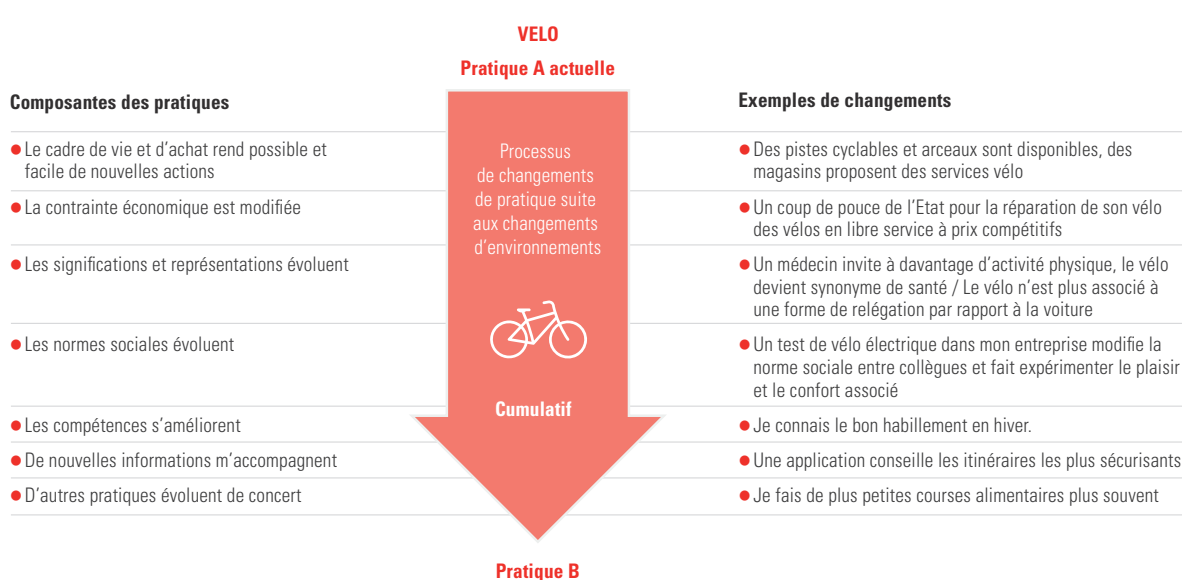 VELO
Pratique A actuelle
Composantes des pratiques
Exemples de changements
Processus
de changements
de pratique suite
aux changements
d'environnements
Cumulatif
● Le cadre de vie et d'achat rend possible et
facile de nouvelles actions
● Des pistes cyclables et arceaux sont disponibles, des
magasins proposent des services vélo
● La contrainte économique est modifiée
● Un coup de pouce de l'Etat pour la réparation de son vélo
des vélos en libre service à prix compétitifs
● Les significations et représentations évoluent
● Un médecin invite à davantage d'activité physique, le vélo
devient synonyme de santé / Le vélo n'est plus associé à
une forme de relégation par rapport à la voiture
● Les normes sociales évoluent
● Un test de vélo électrique dans mon entreprise modifie la
norme sociale entre collègues et fait expérimenter le plaisir
et le confort associé
● Les compétences s'améliorent
● Je connais le bon habillement en hiver.
● De nouvelles informations m'accompagnent
● Une application conseille les itinéraires les plus sécurisants
● D'autres pratiques évoluent de concert
● Je fais de plus petites courses alimentaires plus souvent
Pratique B